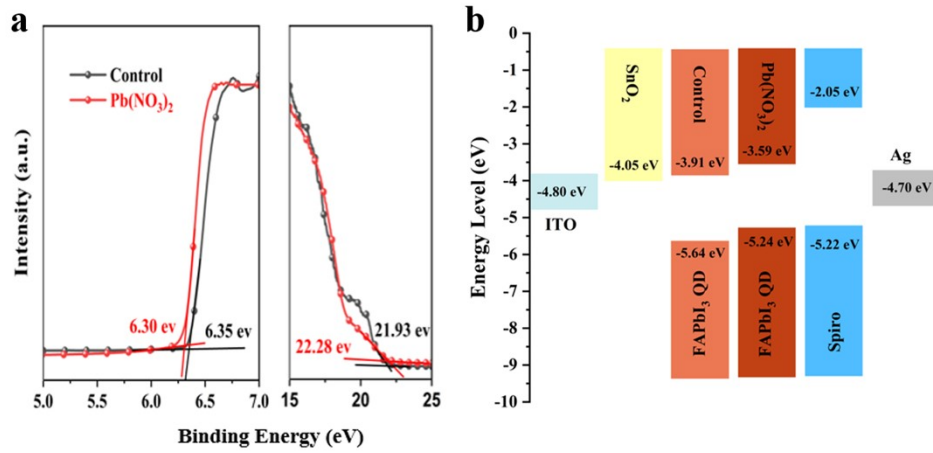 a
Control
Pb(NO₃)₂
Intensity (a.u.)
6.30 ev
6.35 ev
22.28 ev
21.93 ev
5.0 5.5 6.0 6.5 7.0 15 17 19 21 23 25
Binding Energy (eV)
b
Energy Level (eV)
0
-1
-2
-3
-4
-5
-6
-7
-8
-9
-10
-4.80 eV
ITO
SnO₂
-4.05 eV
Control
-3.91 eV
-5.64 eV
FAPbI₃ QD
Pb(NO₃)₂
-3.59 eV
-5.24 eV
FAPbI₃ QD
-2.05 eV
-5.22 eV
Spiro
Ag
-4.70 eV